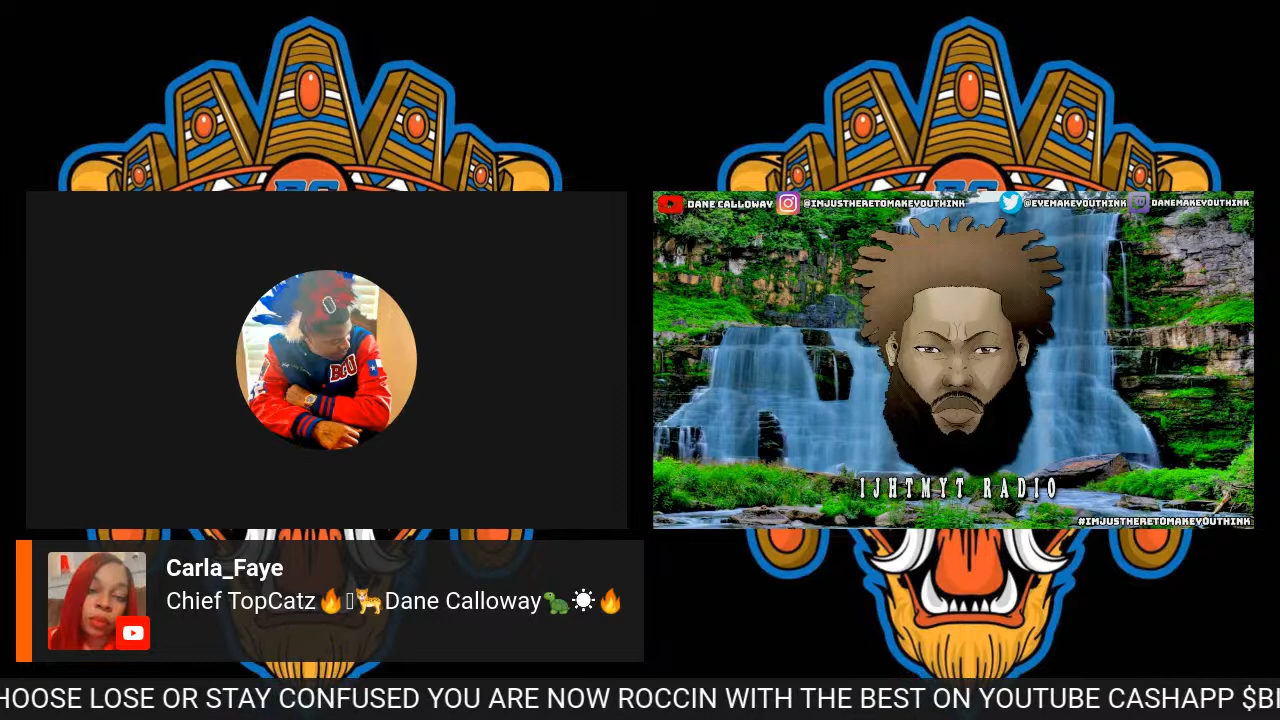 DANE CALLOWAY @IMJUSTHERETOMAKEYOUTHINK @EYEMAKEYOUTHINK DANEMAKEYOUTHINK
BCU
IJHTMYT RADIO
#IMJUSTHERETOMAKEYOUTHINK
Carla_Faye
Chief TopCatz🔥🐆Dane Calloway🦕☀🔥
HOOSE LOSE OR STAY CONFUSED YOU ARE NOW ROCCIN WITH THE BEST ON YOUTUBE CASHAPP $B